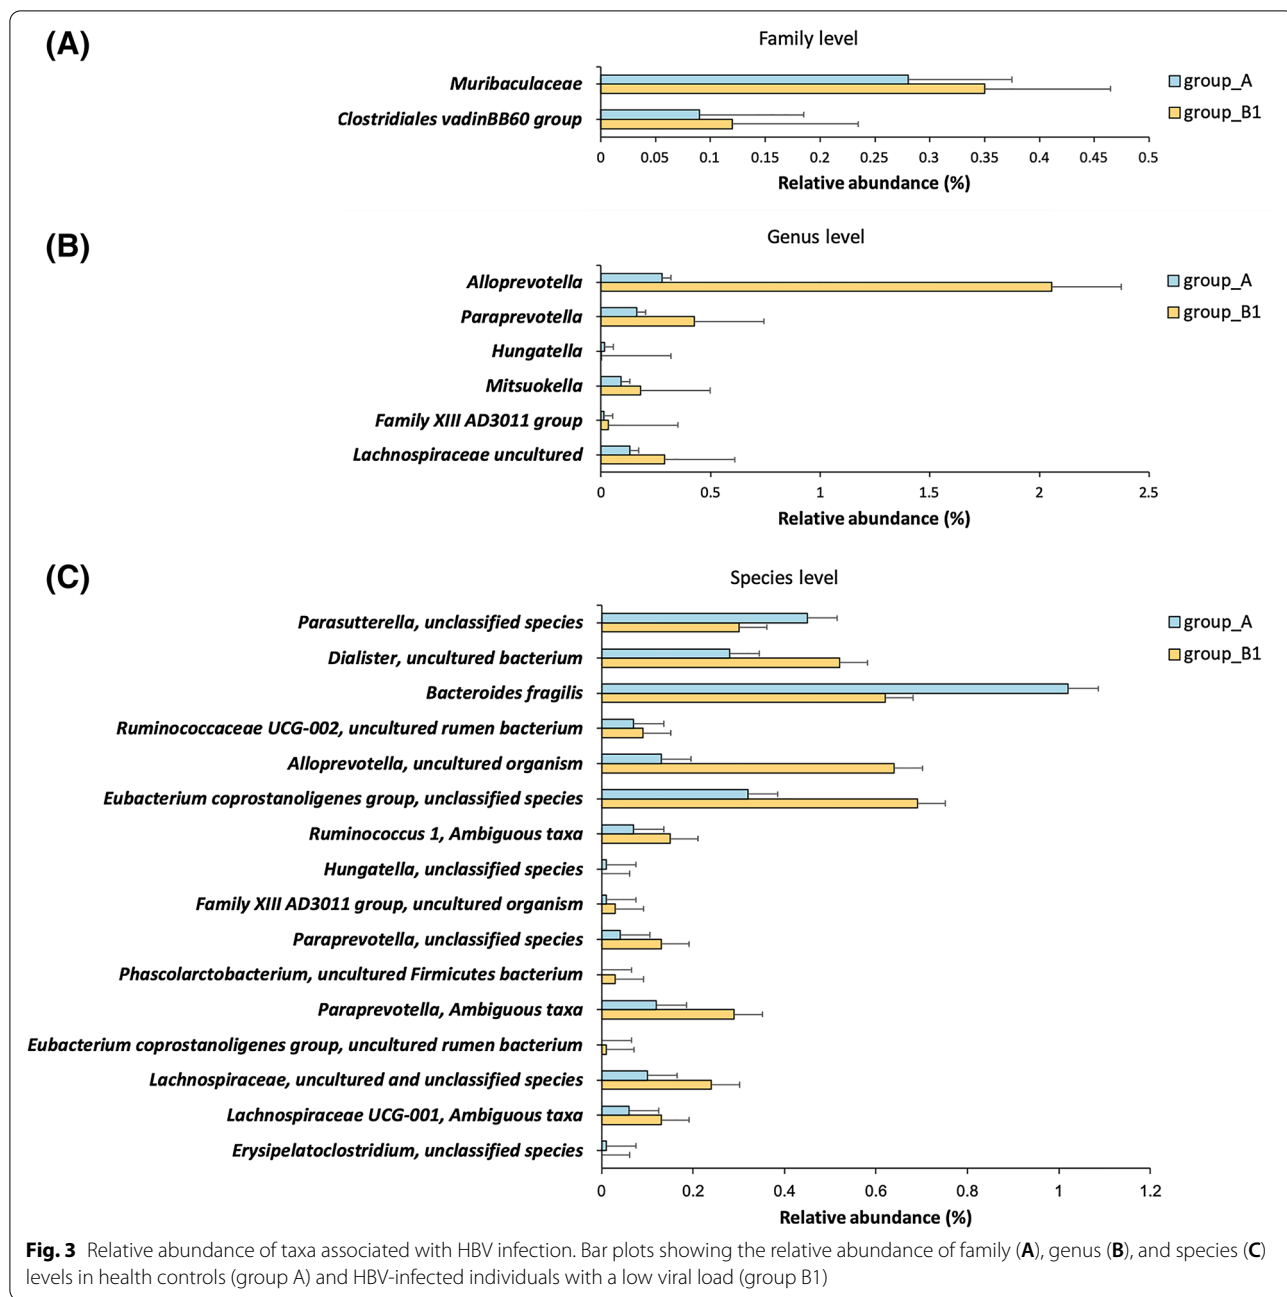 (A)
Family level
Muribaculaceae
Clostridiales vadinBB60 group
group_A
group_B1
0 0.05 0.1 0.15 0.2 0.25 0.3 0.35 0.4 0.45 0.5
Relative abundance (%)
(B)
Genus level
Alloprevotella
Paraprevotella
Hungatella
Mitsuokella
Family XIII AD3011 group
Lachnospiraceae uncultured
group_A
group_B1
0 0.5 1 1.5 2 2.5
Relative abundance (%)
(C)
Species level
Parasutterella, unclassified species
Dialister, uncultured bacterium
Bacteroides fragilis
Ruminococcaceae UCG-002, uncultured rumen bacterium
Alloprevotella, uncultured organism
Eubacterium coprostanoligenes group, unclassified species
Ruminococcus 1, Ambiguous taxa
Hungatella, unclassified species
Family XIII AD3011 group, uncultured organism
Paraprevotella, unclassified species
Phascolarctobacterium, uncultured Firmicutes bacterium
Paraprevotella, Ambiguous taxa
Eubacterium coprostanoligenes group, uncultured rumen bacterium
Lachnospiraceae, uncultured and unclassified species
Lachnospiraceae UCG-001, Ambiguous taxa
Erysipelatoclostridium, unclassified species
group_A
group_B1
0 0.2 0.4 0.6 0.8 1 1.2
Relative abundance (%)
Fig. 3 Relative abundance of taxa associated with HBV infection. Bar plots showing the relative abundance of family (A), genus (B), and species (C)
levels in health controls (group A) and HBV-infected individuals with a low viral load (group B1)